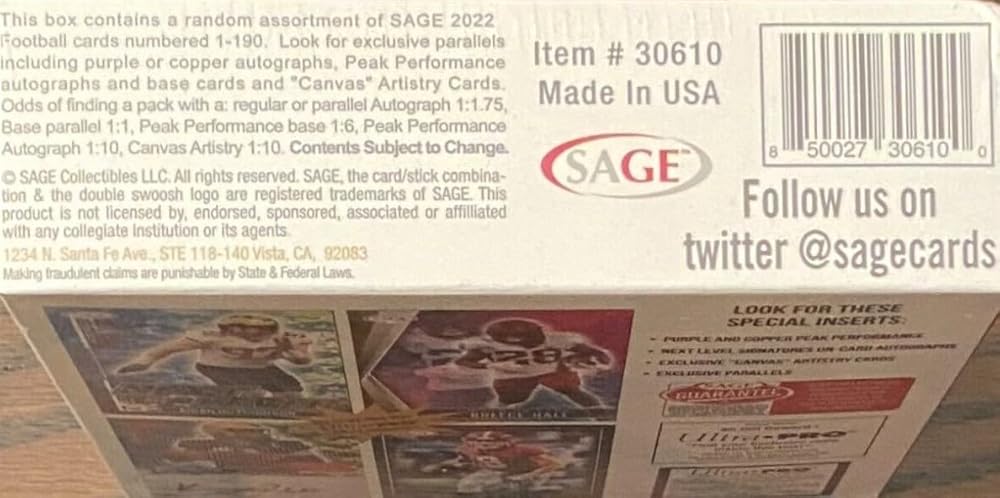 This box contains a random assortment of SAGE 2022
Football cards numbered 1-190. Look for exclusive parallels
including purple or copper autographs, Peak Performance
autographs and base cards and "Canvas" Artistry Cards.
Odds of finding a pack with a: regular or parallel Autograph 1:1.75,
Base parallel 1:1, Peak Performance base 1:6, Peak Performance
Autograph 1:10, Canvas Artistry 1:10. Contents Subject to Change.
© SAGE Collectibles LLC. All rights reserved. SAGE, the card/stick combina-
tion & the double swoosh logo are registered trademarks of SAGE. This
product is not licensed by, endorsed, sponsored, associated or affilliated
with any collegiate institution or its agents.
1234 N. Santa Fe Ave., STE 118-140 Vista, CA, 92083
Making fraudulent claims are punishable by State & Federal Laws.
Item # 30610
Made In USA
SAGE™
8 50027 30610 0
Follow us on
twitter @sagecards
LOOK FOR THESE
SPECIAL INSERTS:
- PURPLE AND COPPER PEAK PERFORMANCE
- NEXT LEVEL SIGNATURES ON-CARD AUTOGRAPHS
- EXCLUSIVE "CANVAS" ARTISTRY CARDS
- EXCLUSIVE PARALLELS
SAGE
GUARANTEE
Ultra-PRO
Ultra-PRO
28
BREECE HALL